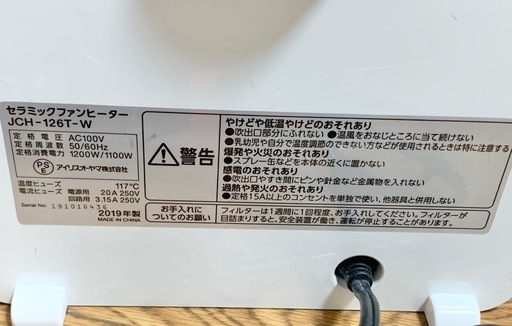 セラミックファンヒーター
JCH-126T-W
定格電圧 AC100V
定格周波数 50/60Hz
定格消費電力 1200W/1100W
PSE アイリスオーヤマ株式会社
温度ヒューズ 117℃
電流ヒューズ 電源用 20A 250V
回路用 3.15A 250V
Serial No: 191016436
2019年製
MADE IN CHINA
警告
やけどや低温やけどのおそれあり
●吹出口部分にふれない ●温風をおなじところに当て続けない
●乳幼児や自分で温度調節のできない方などが使用されるときは特に注意する
爆発や火災のおそれあり
●スプレー缶などを本体の近くに置かない
感電のおそれあり
●吹出口やすき間にピンや針金など金属物を入れない
過熱や発火のおそれあり
●定格15A以上のコンセントを単独で使い、他器具と併用しない
お手入れに
ついてのお願い
フィルターは1週間に1回程度、お手入れしてください。フィルターが
目詰まりすると、安全装置が働き、運転が停止することがあります。